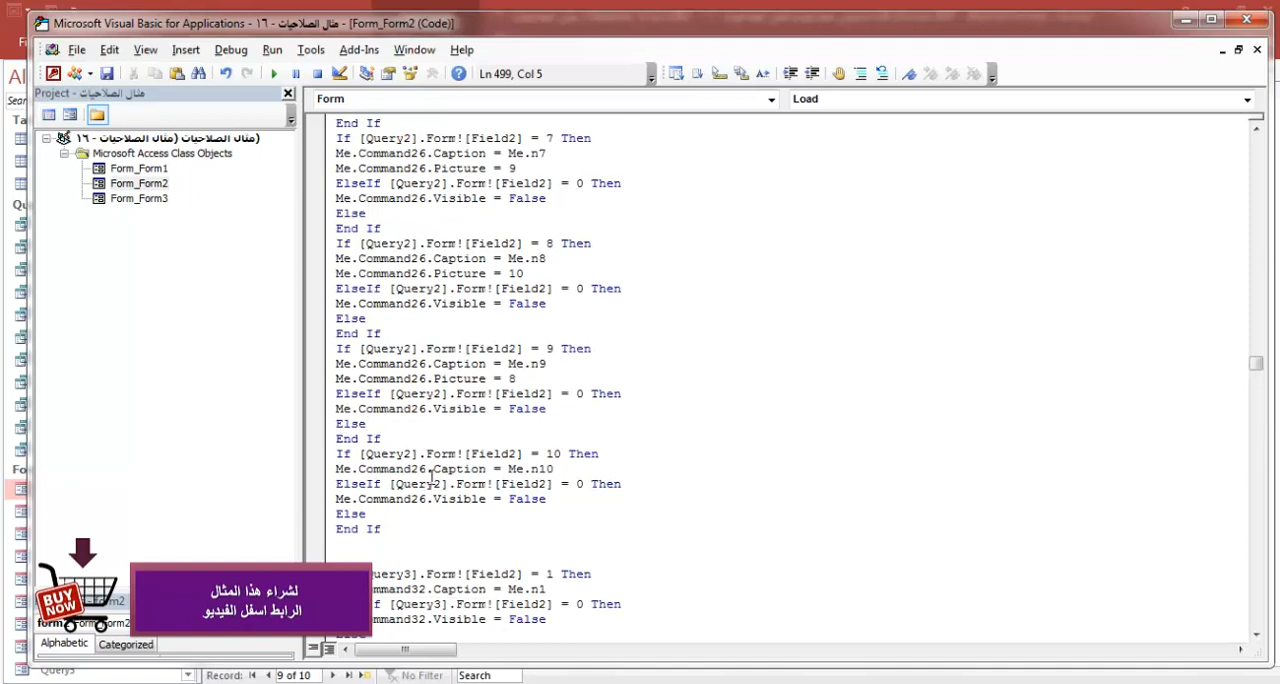 Microsoft Visual Basic for Applications - مثال الصلاحيات - ١٦ - [Form_Form2 (Code)]
File Edit View Insert Debug Run Tools Add-Ins Window Help
Ln 499, Col 5
Project - مثال الصلاحيات
Form
Load
مثال الصلاحيات (مثال الصلاحيات - ١٦)
Microsoft Access Class Objects
Form_Form1
Form_Form2
Form_Form3
End If
If [Query2].Form![Field2] = 7 Then
Me.Command26.Caption = Me.n7
Me.Command26.Picture = 9
ElseIf [Query2].Form![Field2] = 0 Then
Me.Command26.Visible = False
Else
End If
If [Query2].Form![Field2] = 8 Then
Me.Command26.Caption = Me.n8
Me.Command26.Picture = 10
ElseIf [Query2].Form![Field2] = 0 Then
Me.Command26.Visible = False
Else
End If
If [Query2].Form![Field2] = 9 Then
Me.Command26.Caption = Me.n9
Me.Command26.Picture = 8
ElseIf [Query2].Form![Field2] = 0 Then
Me.Command26.Visible = False
Else
End If
If [Query2].Form![Field2] = 10 Then
Me.Command26.Caption = Me.n10
ElseIf [Query2].Form![Field2] = 0 Then
Me.Command26.Visible = False
Else
End If
uery3].Form![Field2] = 1 Then
mmand32.Caption = Me.n1
f [Query3].Form![Field2] = 0 Then
mmand32.Visible = False
BUY NOW
لشراء هذا المثال
الرابط اسفل الفيديو
Alphabetic Categorized
Query3
Record: 9 of 10 No Filter Search